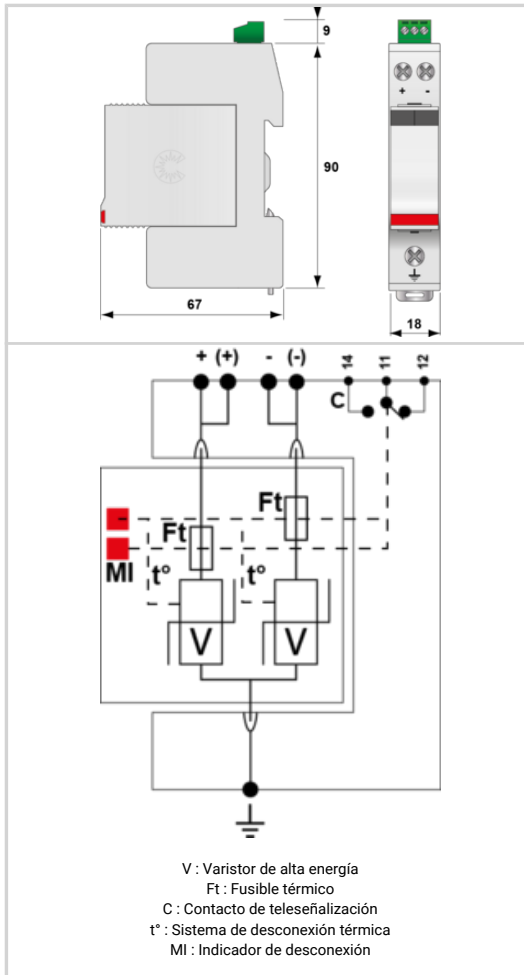 9
+ -
90
67
18
+ (+) - (-) 14 11 12
C
Ft
Ft
MI t° t°
V V
V : Varistor de alta energía
Ft : Fusible térmico
C : Contacto de teleseñalización
t° : Sistema de desconexión térmica
MI : Indicador de desconexión